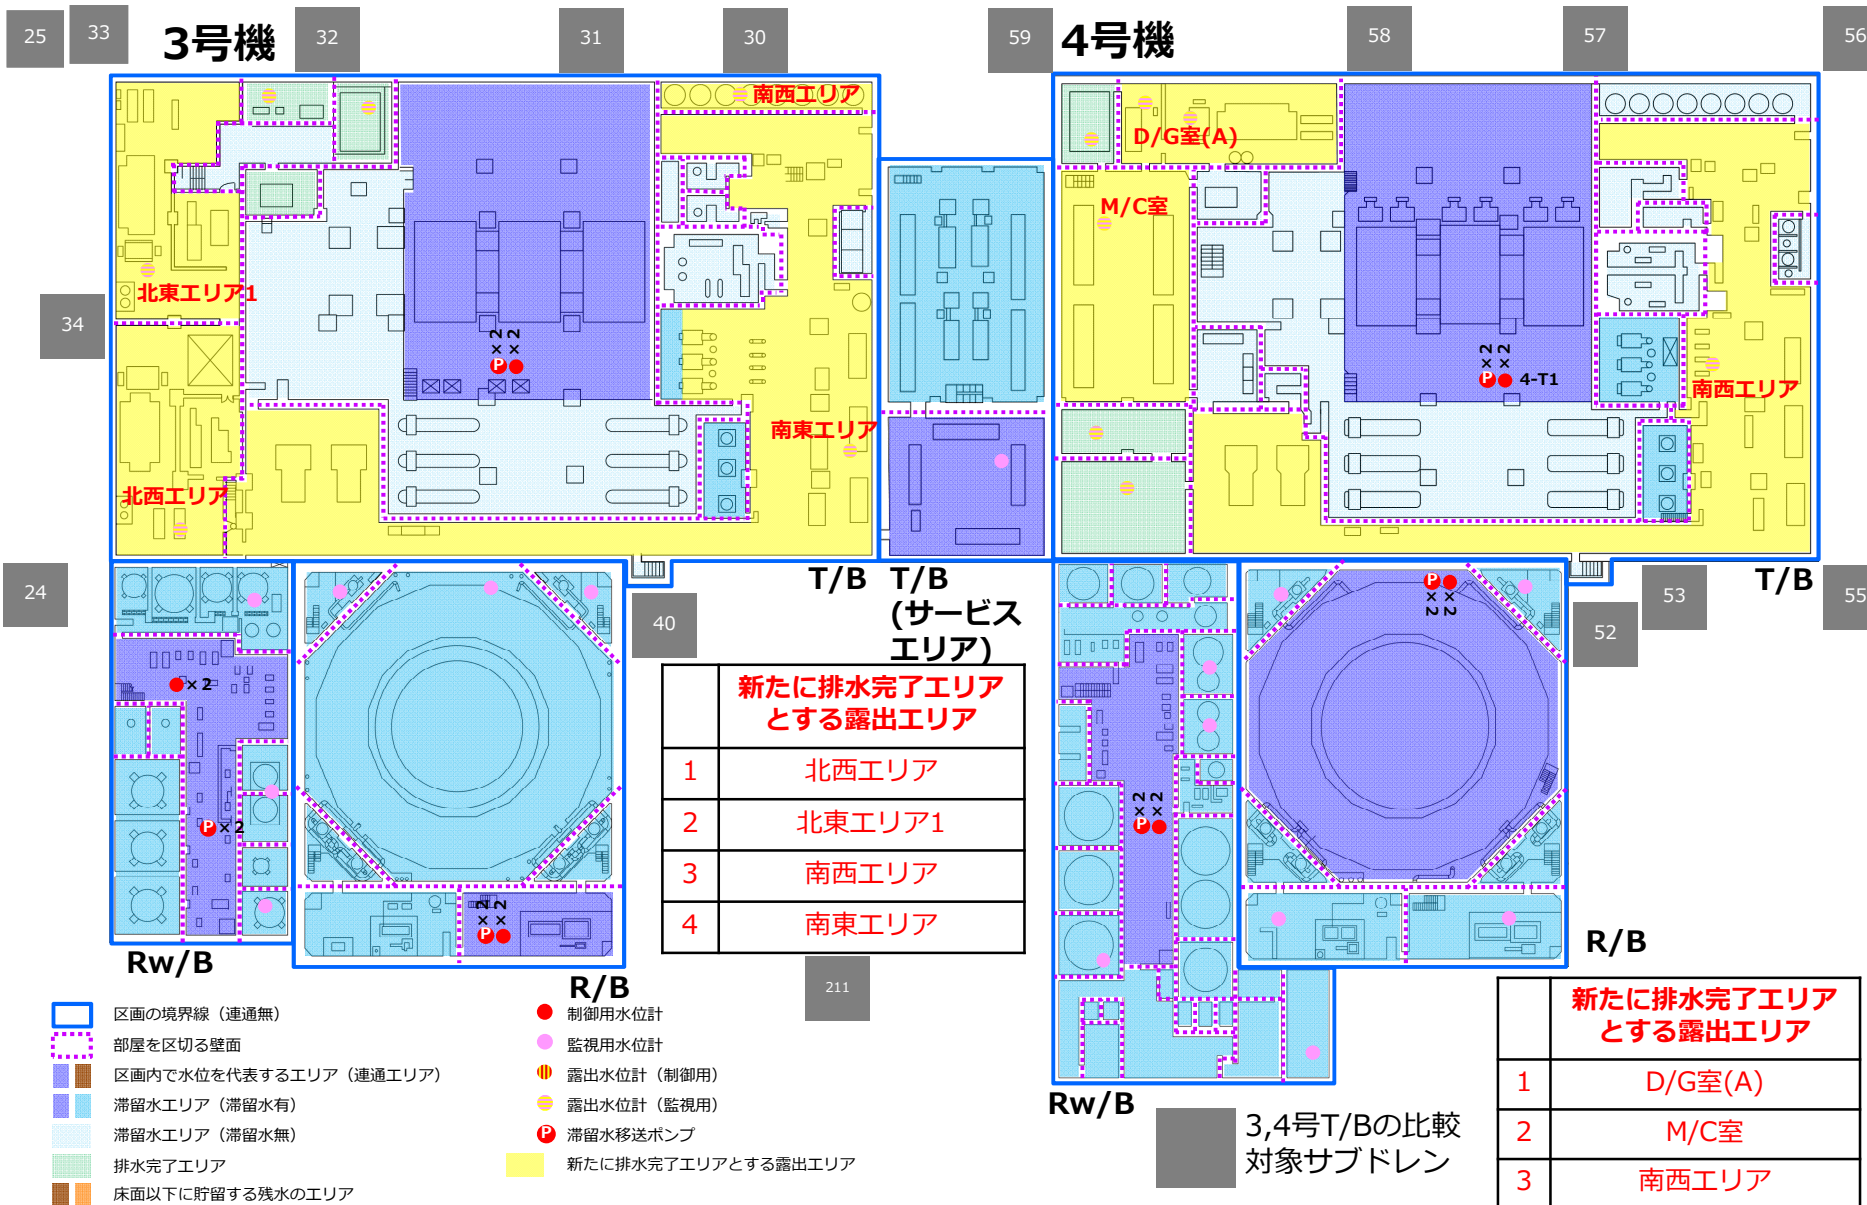 25
33
3号機
32
31
30
59
4号機
58
57
56
南西エリア
D/G室(A)
M/C室
北東エリア1
34
×2
×2
P
×2
×2
P
4-T1
南西エリア
南東エリア
北西エリア
T/B
T/B
(サービス
エリア)
T/B
24
40
53
55
52
P
×2
×2
×2
P
×2
×2
×2
P
×2
×2
P
新たに排水完了エリア
とする露出エリア
1 北西エリア
2 北東エリア1
3 南西エリア
4 南東エリア
Rw/B
R/B
R/B
211
Rw/B
区画の境界線（連通無）
部屋を区切る壁面
区画内で水位を代表するエリア（連通エリア）
滞留水エリア（滞留水有）
滞留水エリア（滞留水無）
排水完了エリア
床面以下に貯留する残水のエリア
制御用水位計
監視用水位計
露出水位計（制御用）
露出水位計（監視用）
P 滞留水移送ポンプ
新たに排水完了エリアとする露出エリア
3,4号T/Bの比較
対象サブドレン
新たに排水完了エリア
とする露出エリア
1 D/G室(A)
2 M/C室
3 南西エリア